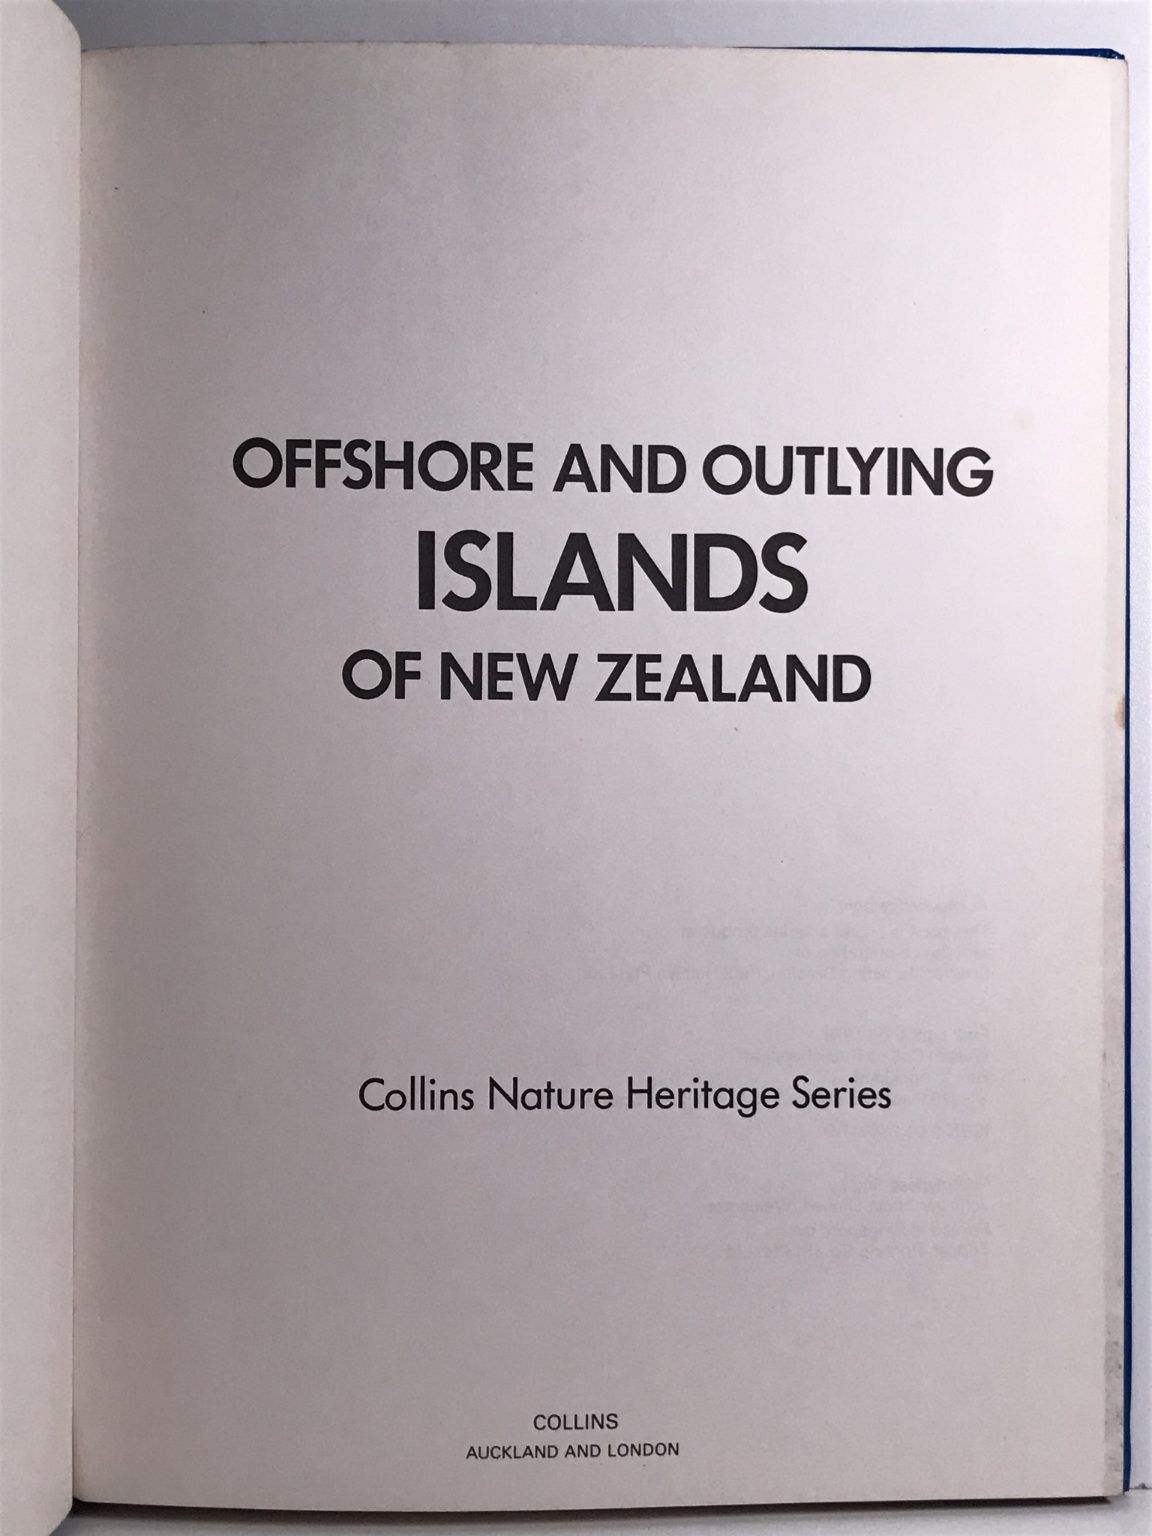 OFFSHORE AND OUTLYING
ISLANDS
OF NEW ZEALAND
Collins Nature Heritage Series
COLLINS
AUCKLAND AND LONDON